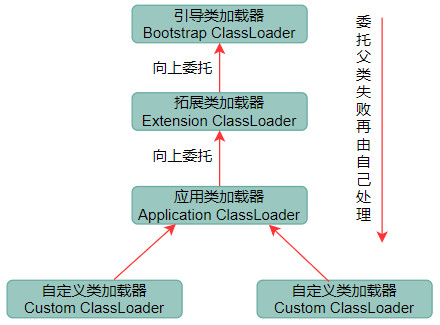 引导类加载器
Bootstrap ClassLoader
向上委托
拓展类加载器
Extension ClassLoader
向上委托
应用类加载器
Application ClassLoader
自定义类加载器
Custom ClassLoader
自定义类加载器
Custom ClassLoader
委托父类失败再由自己处理